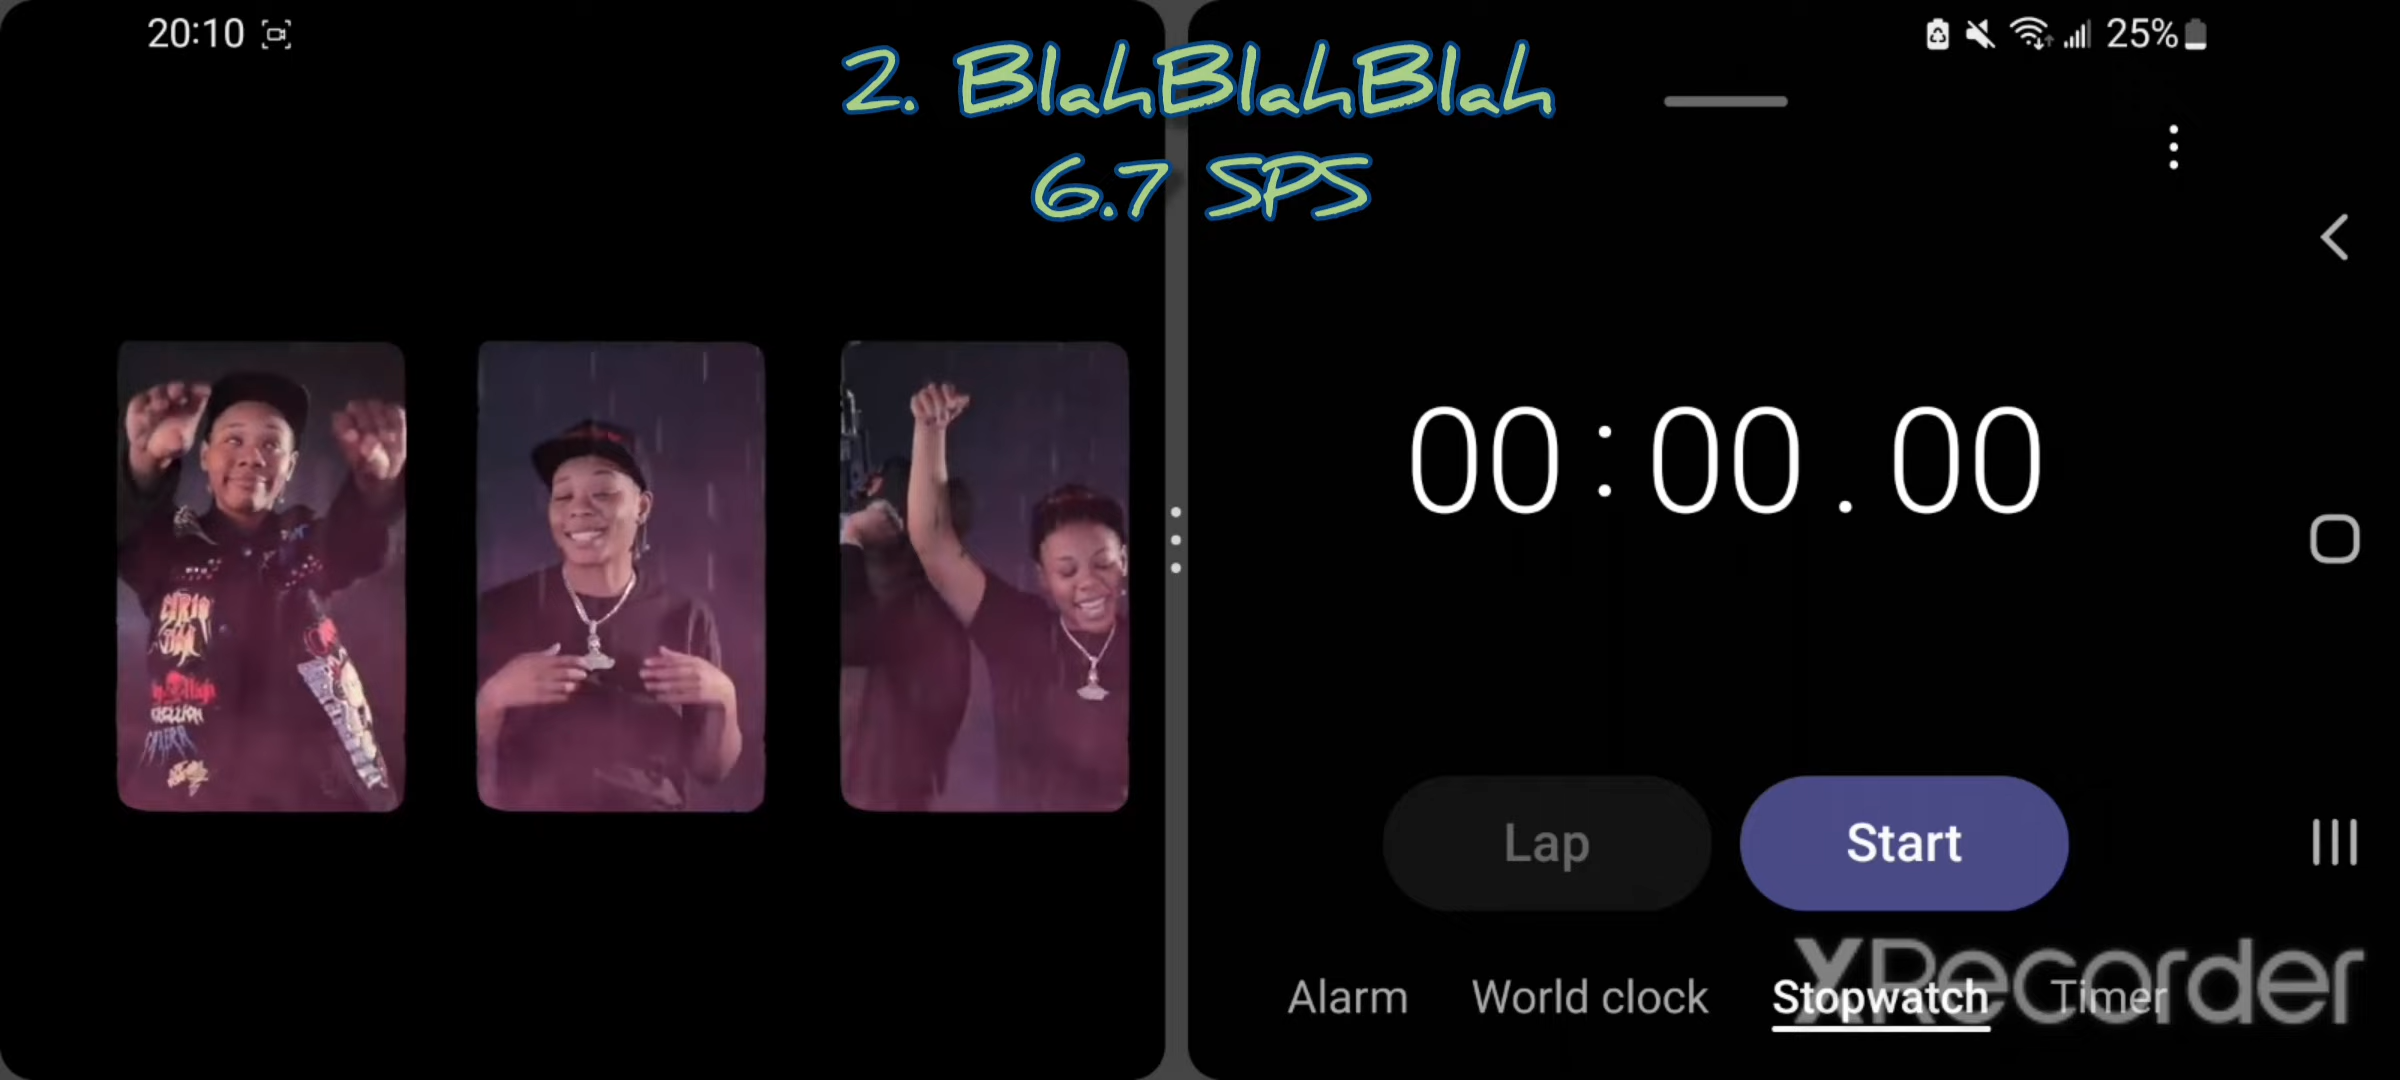 20:10
25%
2. BlahBlahBlah
6.7 SPS
00:00.00
Lap
Start
Alarm
World clock
Stopwatch
Timer
XRecorder